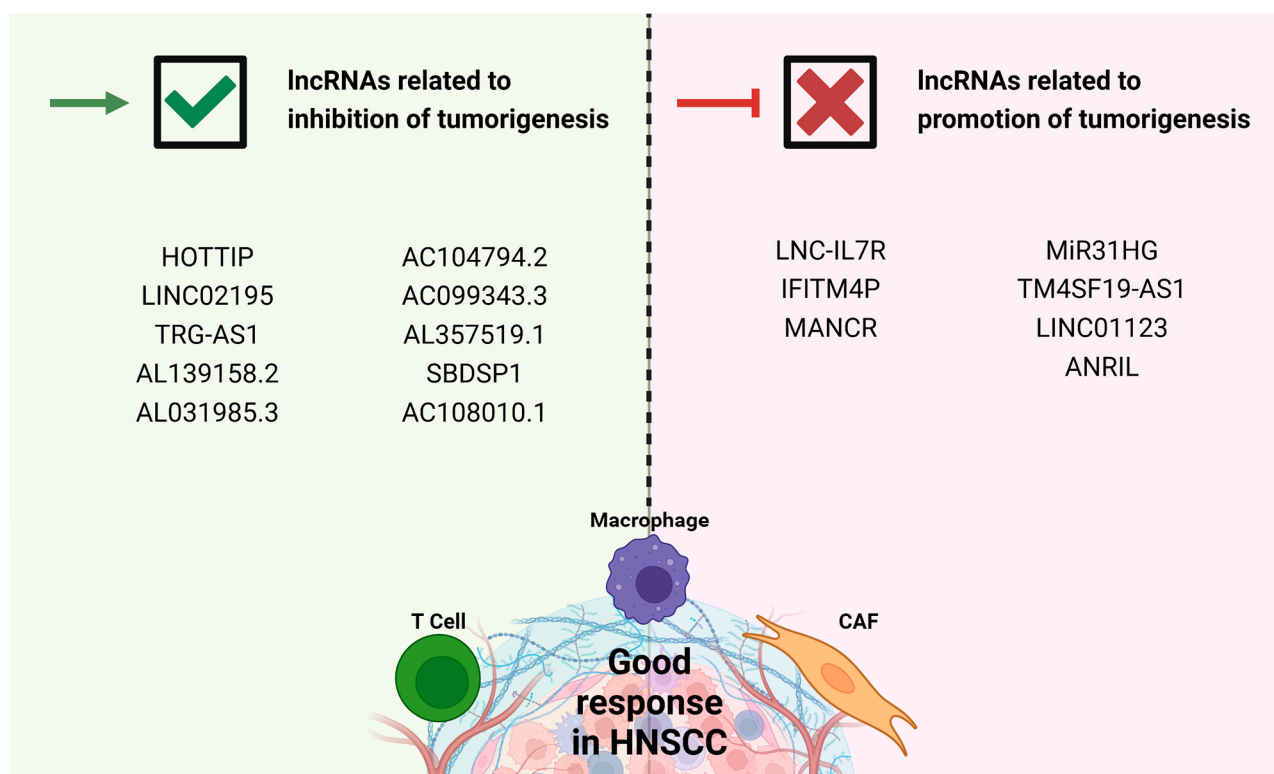 lncRNAs related to
inhibition of tumorigenesis
HOTTIP
LINC02195
TRG-AS1
AL139158.2
AL031985.3
AC104794.2
AC099343.3
AL357519.1
SBDSP1
AC108010.1
lncRNAs related to
promotion of tumorigenesis
LNC-IL7R
IFITM4P
MANCR
MiR31HG
TM4SF19-AS1
LINC01123
ANRIL
Macrophage
T Cell
CAF
Good
response
in HNSCC